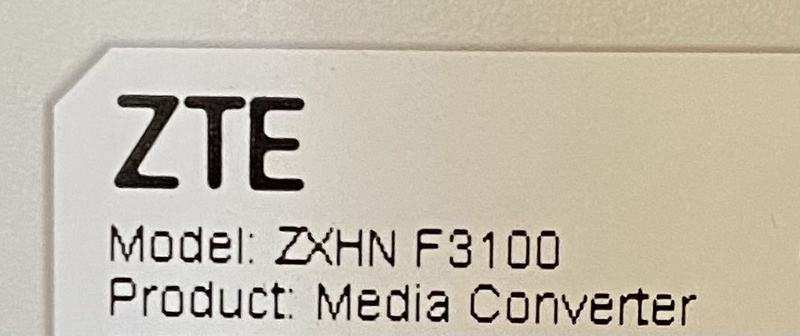 ZTE
Model: ZXHN F3100
Product: Media Converter